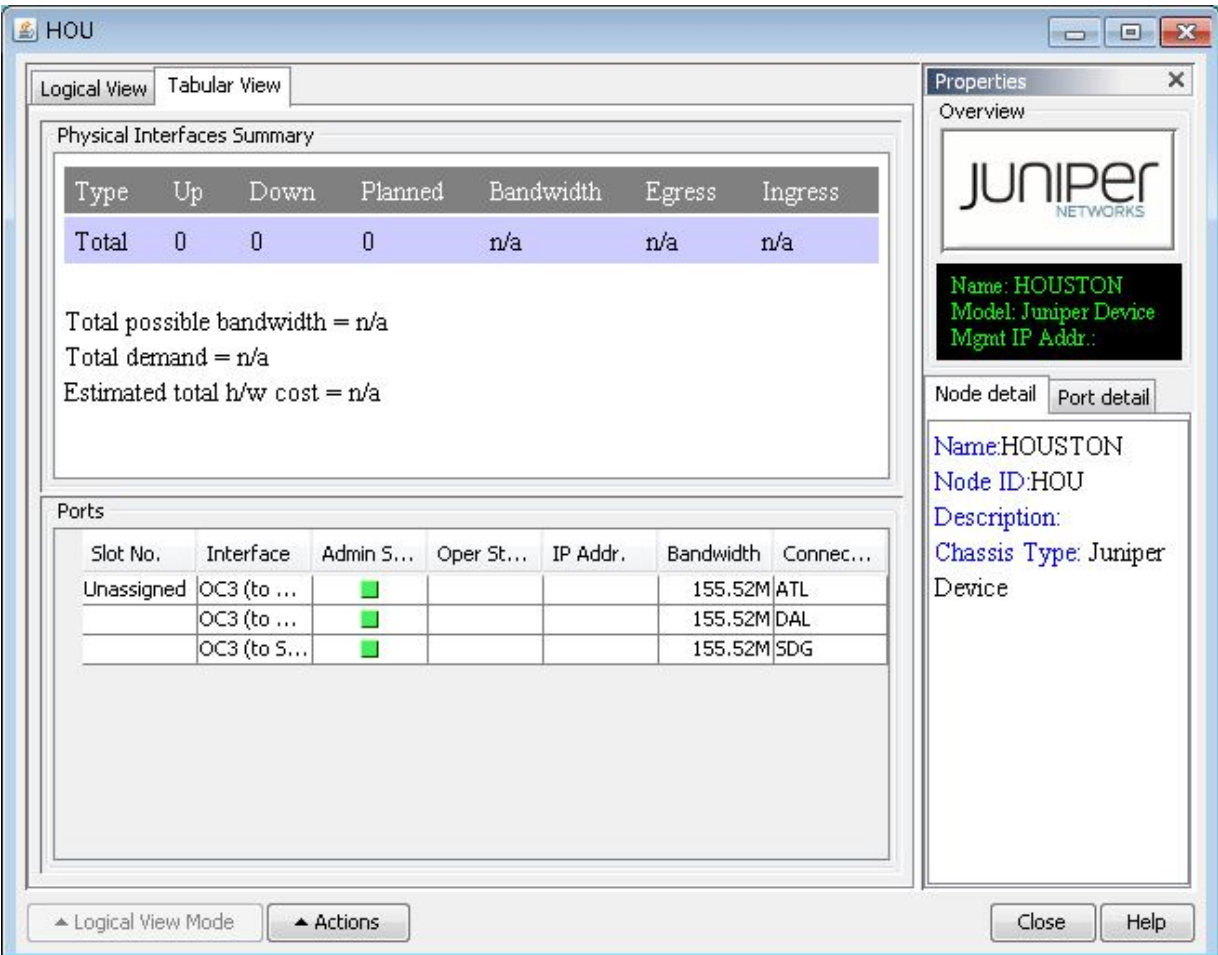 HOU
Logical View Tabular View
Physical Interfaces Summary
Type Up Down Planned Bandwidth Egress Ingress
Total 0 0 0 n/a n/a n/a
Total possible bandwidth = n/a
Total demand = n/a
Estimated total h/w cost = n/a
Ports
Slot No. Interface Admin S... Oper St... IP Addr. Bandwidth Connec...
Unassigned OC3 (to ... 155.52M ATL
OC3 (to ... 155.52M DAL
OC3 (to S... 155.52M SDG
Logical View Mode Actions
Properties
Overview
JUNIPER
NETWORKS
Name: HOUSTON
Model: Juniper Device
Mgmt IP Addr.:
Node detail Port detail
Name:HOUSTON
Node ID:HOU
Description:
Chassis Type: Juniper
Device
Close Help